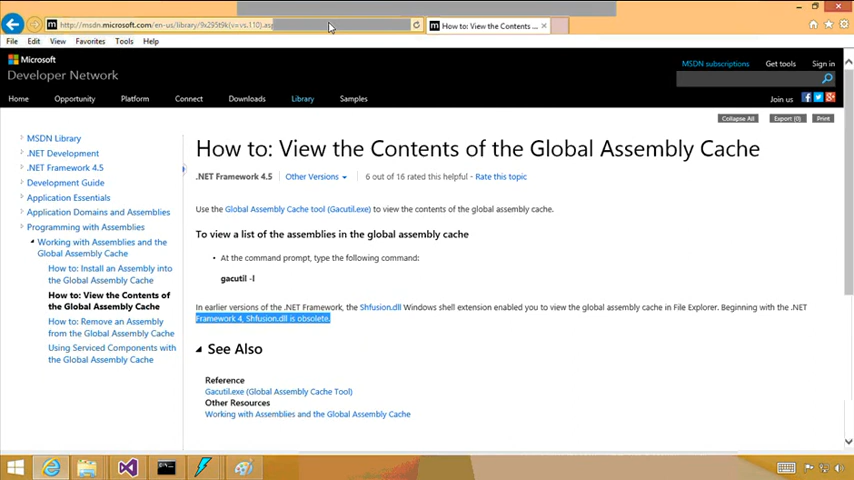 http://msdn.microsoft.com/en-us/library/9x295t9k(v=vs.110).asp
How to: View the Contents ...
File Edit View Favorites Tools Help
Microsoft
Developer Network
MSDN subscriptions Get tools Sign in
Home Opportunity Platform Connect Downloads Library Samples
Join us
Collapse All Export (0) Print
MSDN Library
.NET Development
.NET Framework 4.5
Development Guide
Application Essentials
Application Domains and Assemblies
Programming with Assemblies
Working with Assemblies and the
Global Assembly Cache
How to: Install an Assembly into
the Global Assembly Cache
How to: View the Contents of
the Global Assembly Cache
How to: Remove an Assembly
from the Global Assembly Cache
Using Serviced Components with
the Global Assembly Cache
How to: View the Contents of the Global Assembly Cache
.NET Framework 4.5 Other Versions 6 out of 16 rated this helpful - Rate this topic
Use the Global Assembly Cache tool (Gacutil.exe) to view the contents of the global assembly cache.
To view a list of the assemblies in the global assembly cache
At the command prompt, type the following command:
gacutil -l
In earlier versions of the .NET Framework, the Shfusion.dll Windows shell extension enabled you to view the global assembly cache in File Explorer. Beginning with the .NET
Framework 4, Shfusion.dll is obsolete.
See Also
Reference
Gacutil.exe (Global Assembly Cache Tool)
Other Resources
Working with Assemblies and the Global Assembly Cache